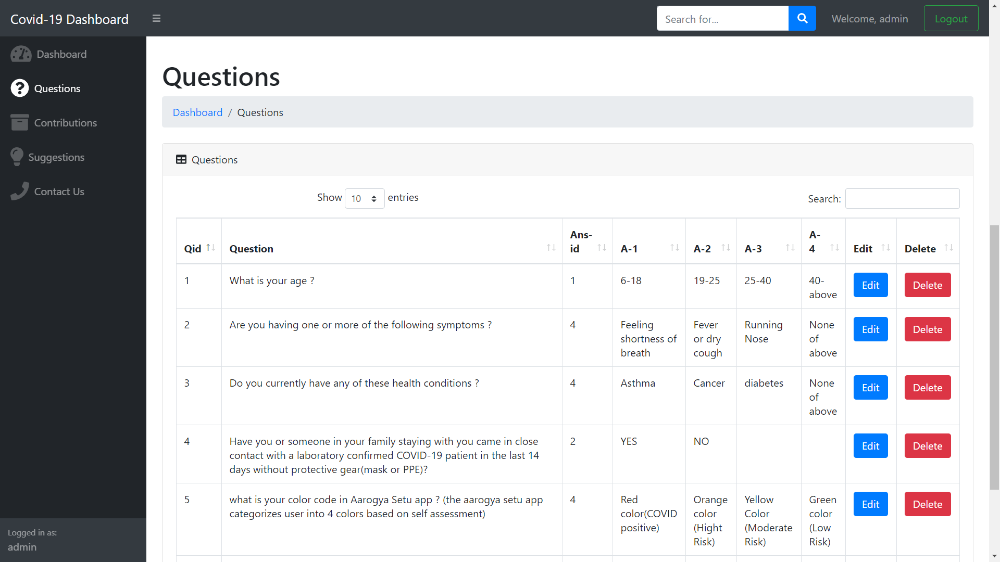 Covid-19 Dashboard
Search for...
Welcome, admin
Logout
Dashboard
Questions
Contributions
Suggestions
Contact Us
Logged in as:
admin
Questions
Dashboard / Questions
Questions
Show 10 entries
Search:
Qid Question Ans-id A-1 A-2 A-3 A-4 Edit Delete
1 What is your age ? 1 6-18 19-25 25-40 40-above Edit Delete
2 Are you having one or more of the following symptoms ? 4 Feeling shortness of breath Fever or dry cough Running Nose None of above Edit Delete
3 Do you currently have any of these health conditions ? 4 Asthma Cancer diabetes None of above Edit Delete
4 Have you or someone in your family staying with you came in close contact with a laboratory confirmed COVID-19 patient in the last 14 days without protective gear(mask or PPE)? 2 YES NO Edit Delete
5 what is your color code in Aarogya Setu app ? (the aarogya setu app categorizes user into 4 colors based on self assessment) 4 Red color(COVID positive) Orange color (Hight Risk) Yellow Color (Moderate Risk) Green color (Low Risk) Edit Delete